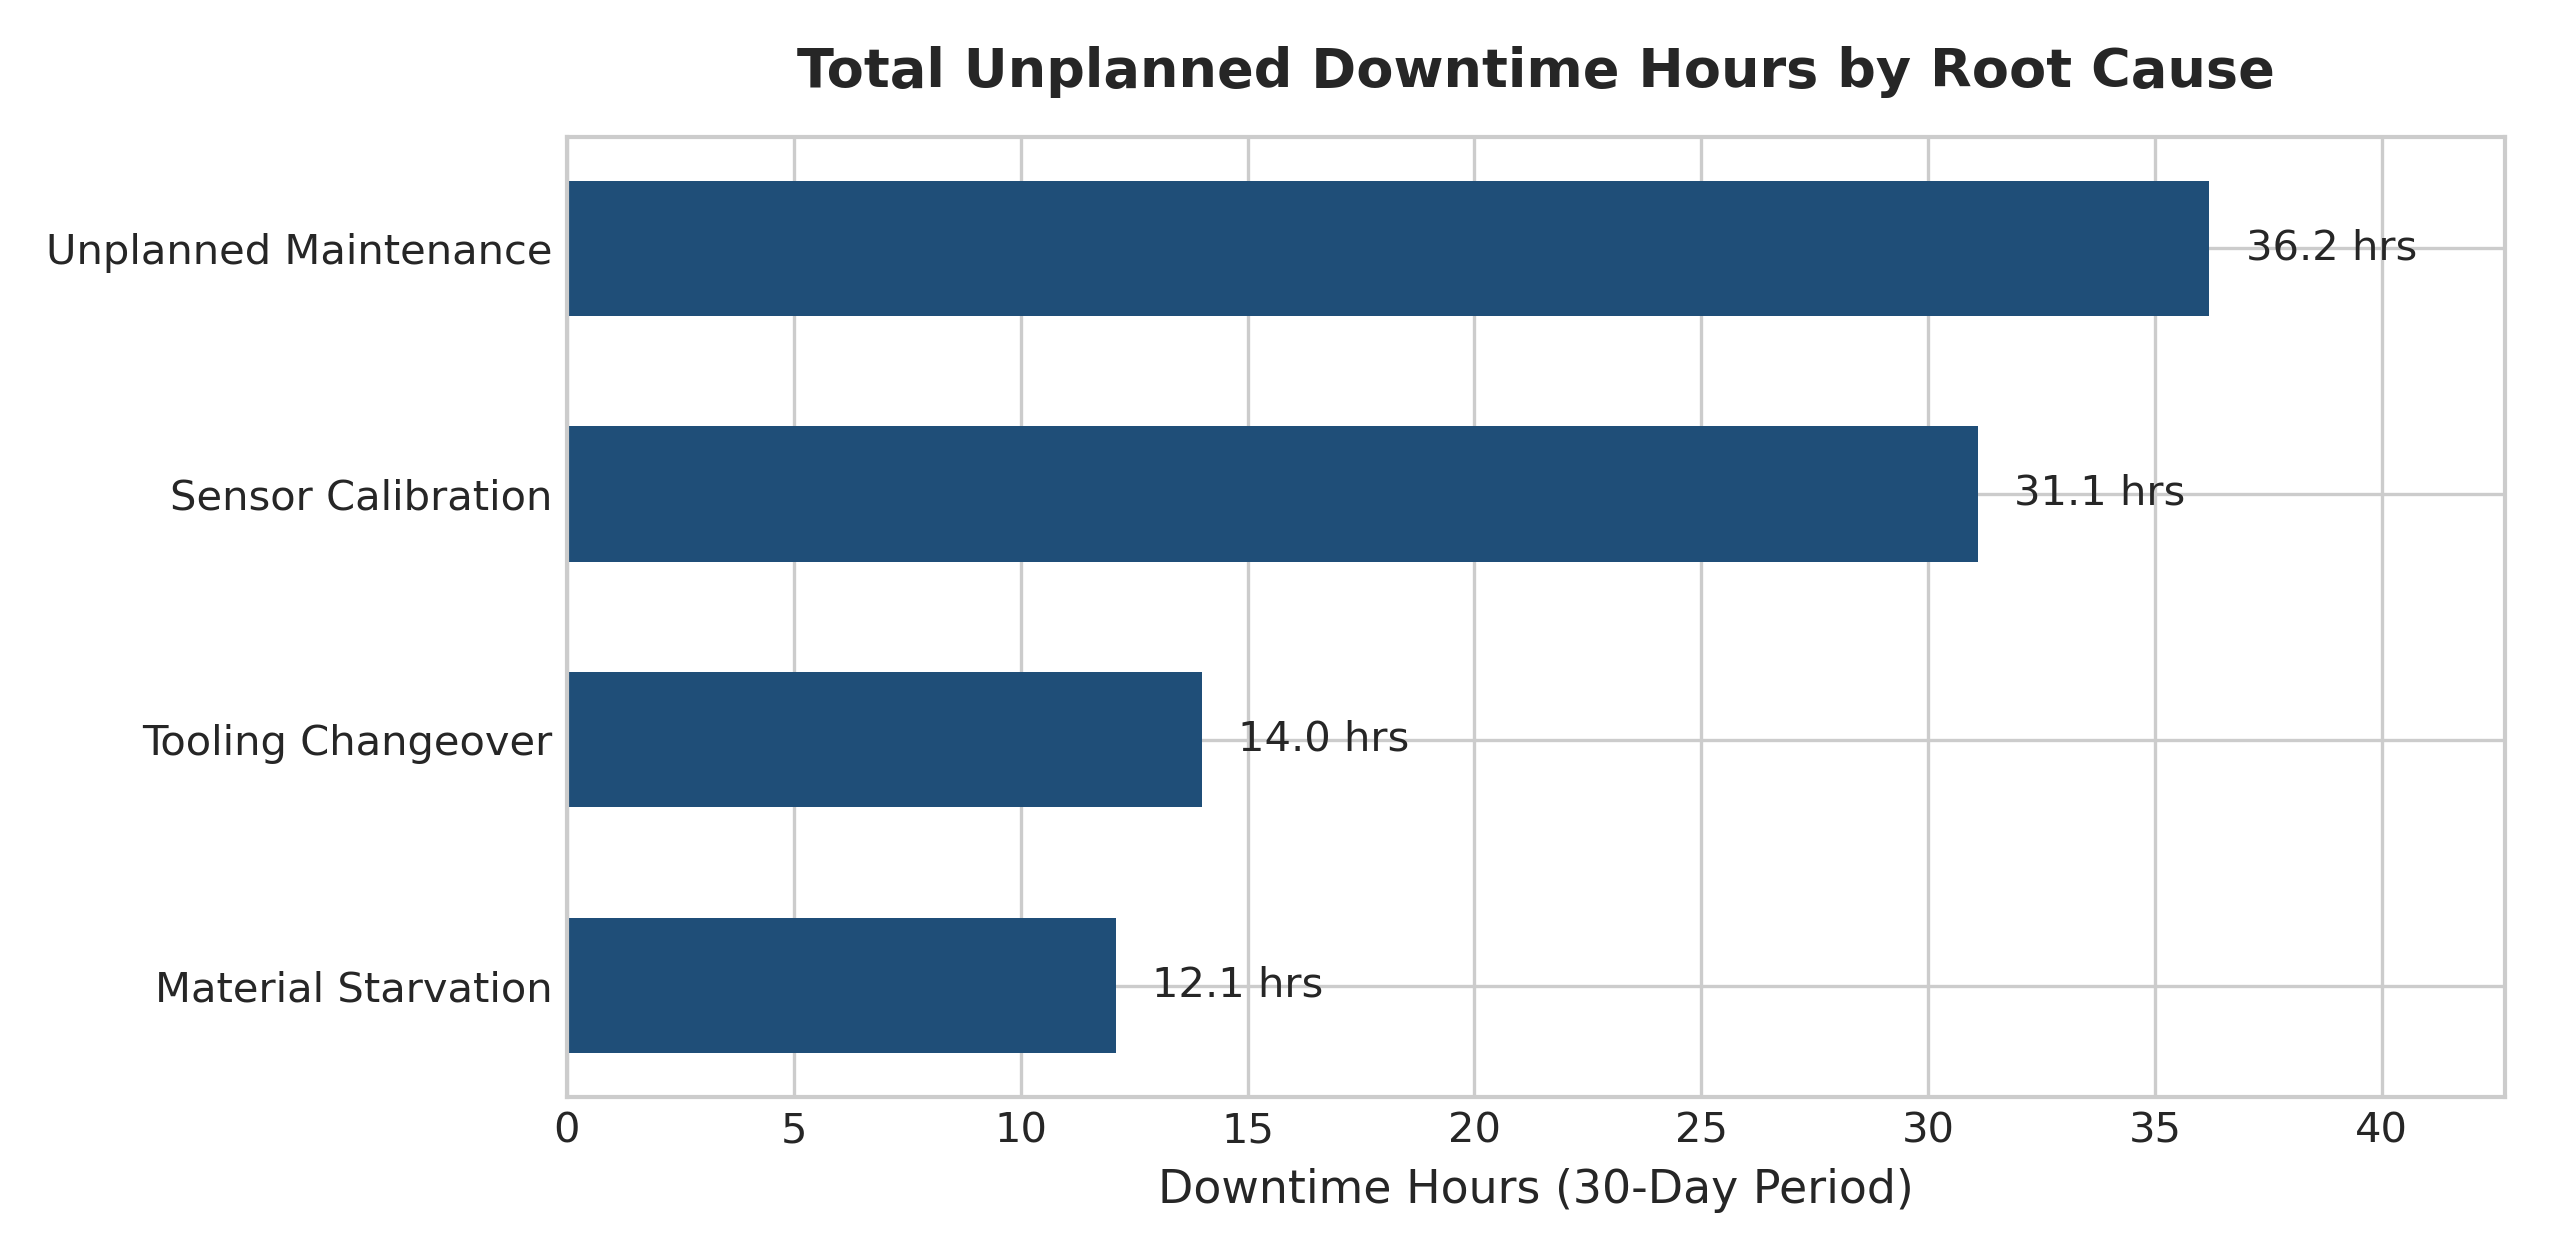 Total Unplanned Downtime Hours by Root Cause
Unplanned Maintenance
36.2 hrs
Sensor Calibration
31.1 hrs
Tooling Changeover
14.0 hrs
Material Starvation
12.1 hrs
0 5 10 15 20 25 30 35 40
Downtime Hours (30-Day Period)